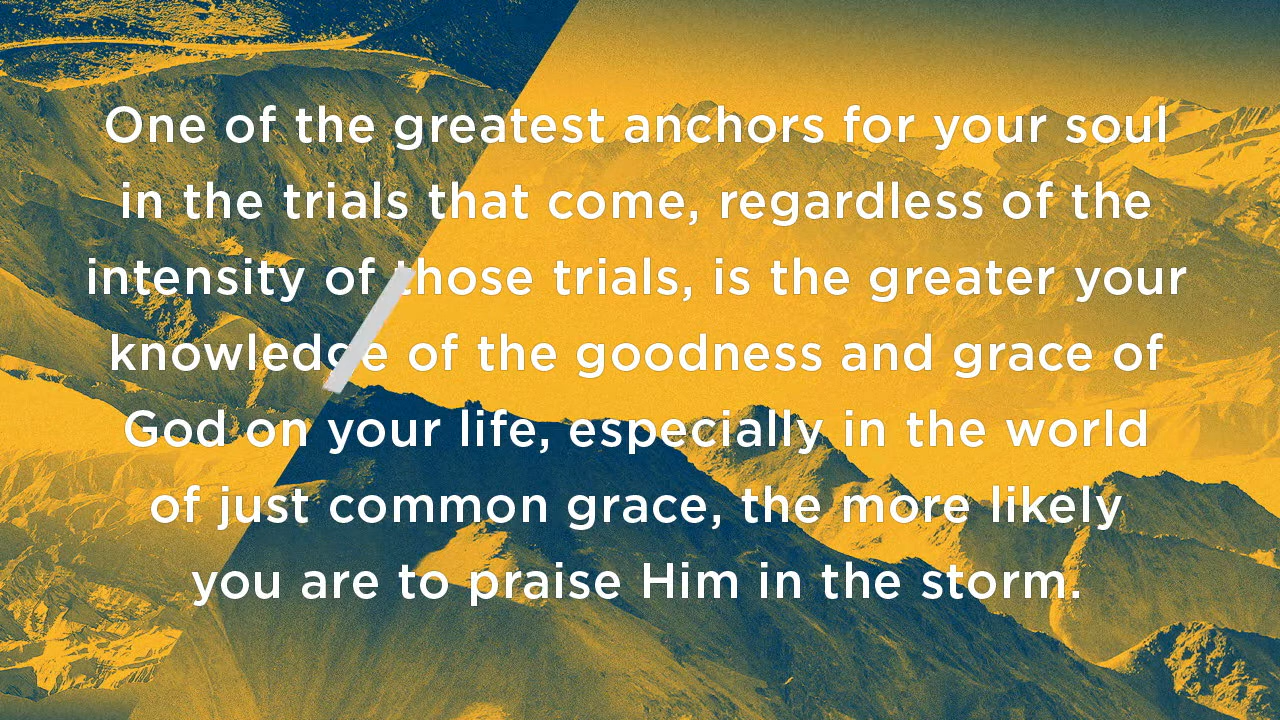 One of the greatest anchors for your soul
in the trials that come, regardless of the
intensity of those trials, is the greater your
knowledge of the goodness and grace of
God on your life, especially in the world
of just common grace, the more likely
you are to praise Him in the storm.